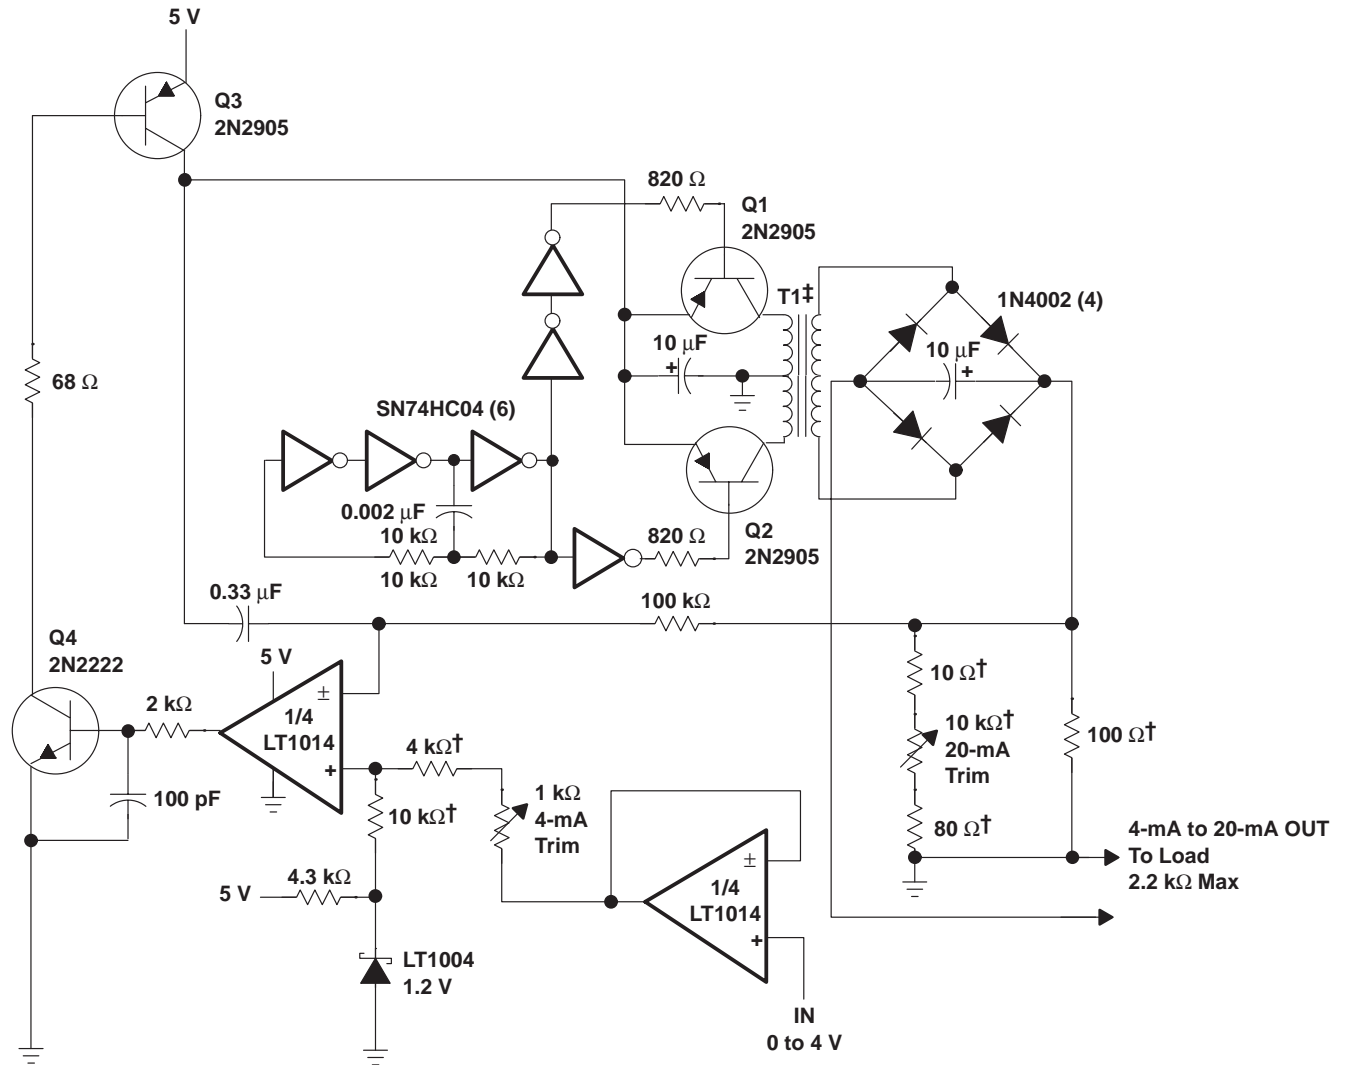 5 V
Q3
2N2905
820 Ω
Q1
2N2905
T1‡
1N4002 (4)
10 μF
+
10 μF
+
68 Ω
SN74HC04 (6)
0.002 μF
10 kΩ
10 kΩ
10 kΩ
820 Ω
Q2
2N2905
0.33 μF
100 kΩ
Q4
2N2222
5 V
±
2 kΩ
1/4
LT1014
+
10 Ω†
10 kΩ†
20-mA
Trim
100 Ω†
4 kΩ†
100 pF
10 kΩ†
1 kΩ
4-mA
Trim
80 Ω†
4-mA to 20-mA OUT
To Load
2.2 kΩ Max
±
1/4
LT1014
+
5 V
4.3 kΩ
LT1004
1.2 V
IN
0 to 4 V